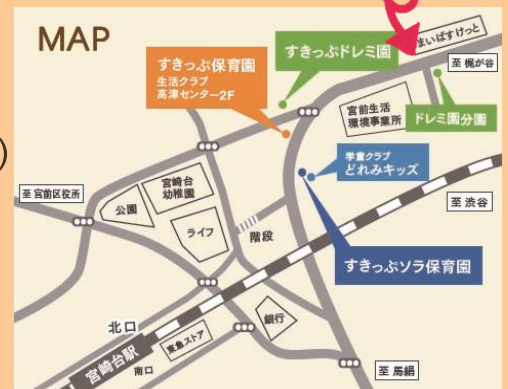 MAP
すきっぷ保育園
生活クラブ
高津センター2F
すきっぷドレミ園
まいばすけっと
至 梶が谷
宮前生活
環境事業所
ドレミ園分園
学童クラブ
どれみキッズ
至 宮前区役所
宮崎台
幼稚園
公園
ライフ
階段
至 渋谷
すきっぷソラ保育園
北口
銀行
東急ストア
宮崎台駅
南口
至 馬絹